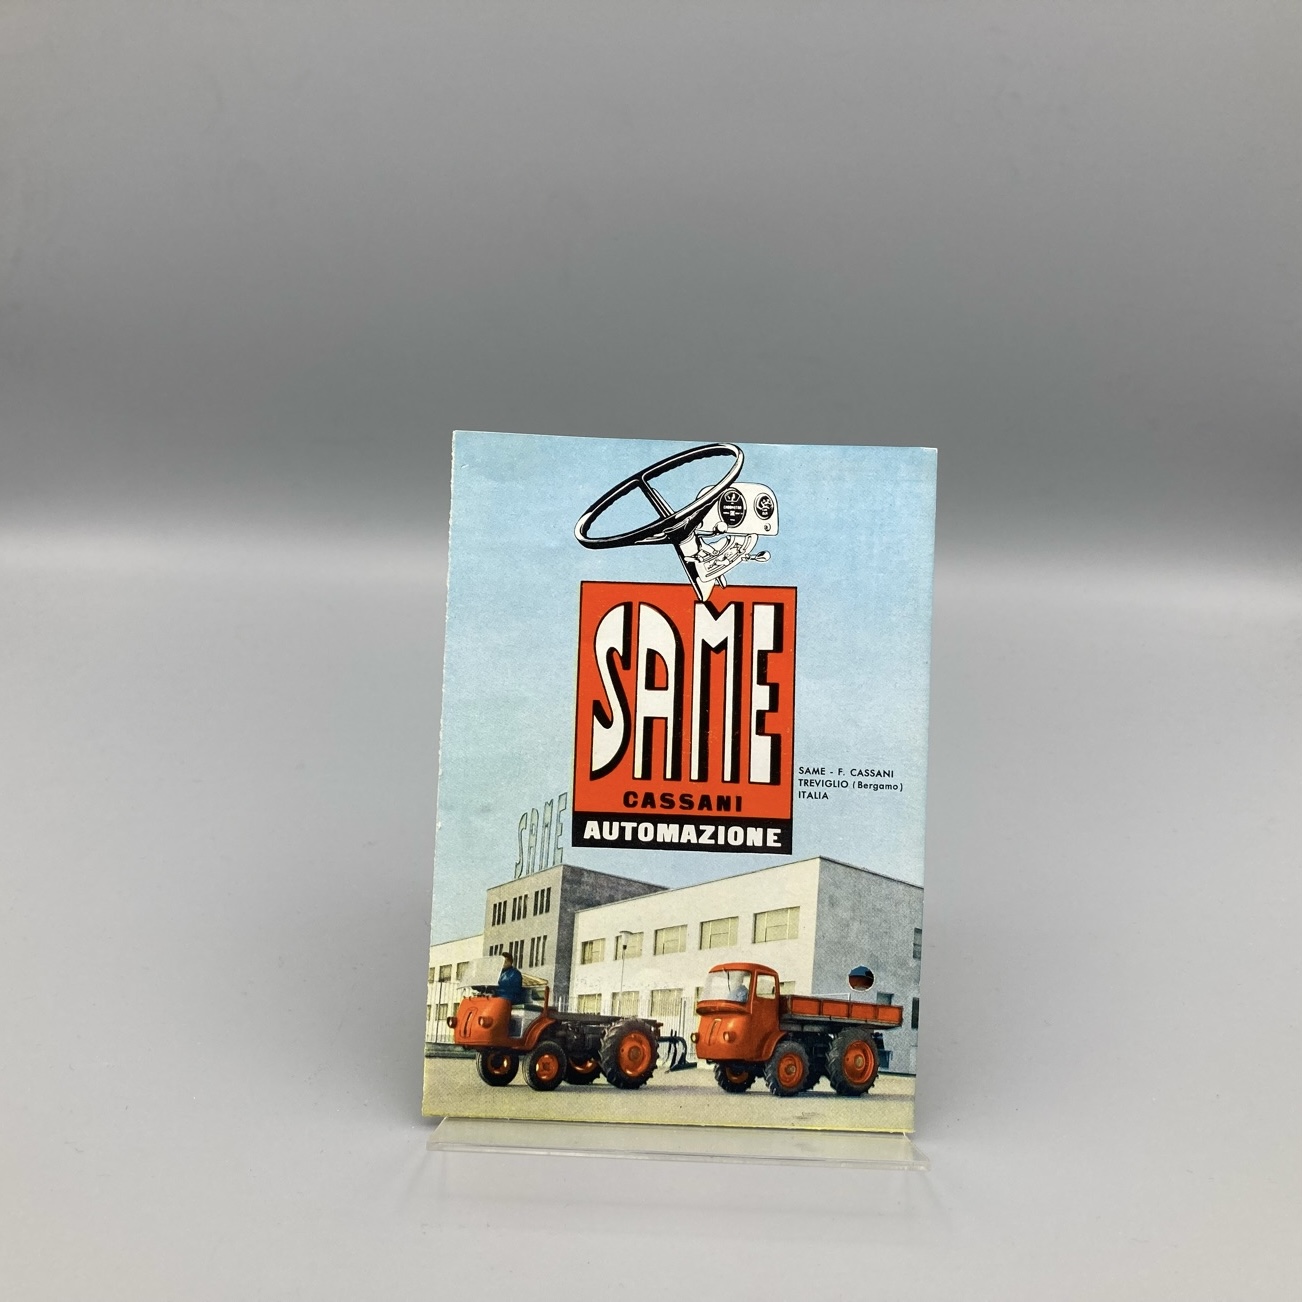 SAME
CASSANI
AUTOMAZIONE
SAME - F. CASSANI
TREVIGLIO (Bergamo)
ITALIA
SAME